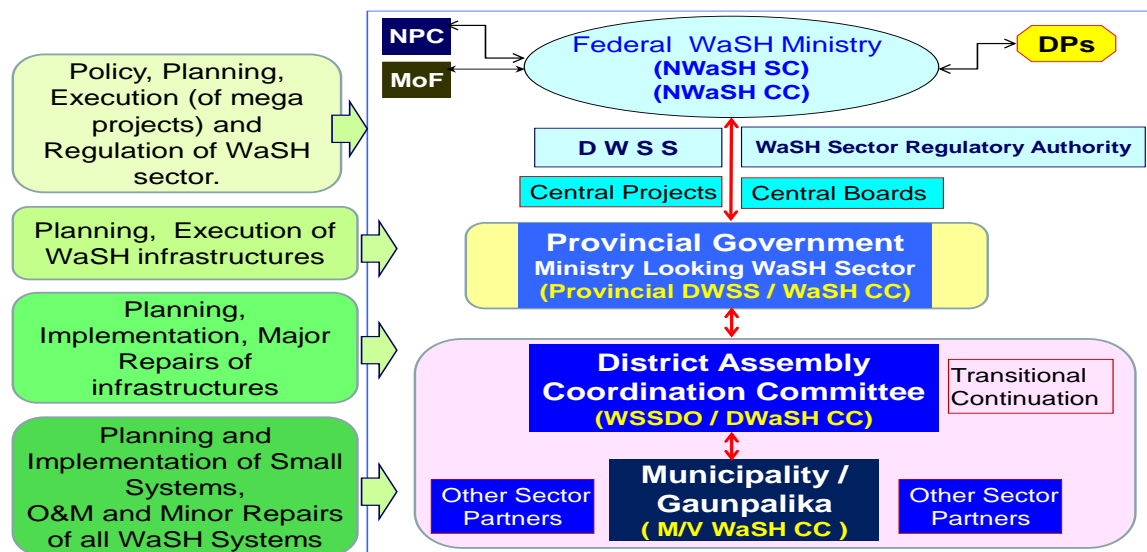 Policy, Planning,
Execution (of mega
projects) and
Regulation of WaSH
sector.
Planning, Execution of
WaSH infrastructures
Planning,
Implementation, Major
Repairs of
infrastructures
Planning and
Implementation of Small
Systems,
O&M and Minor Repairs
of all WaSH Systems
NPC
MoF
Federal WaSH Ministry
(NWaSH SC)
(NWaSH CC)
DPs
D W S S
WaSH Sector Regulatory Authority
Central Projects
Central Boards
Provincial Government
Ministry Looking WaSH Sector
(Provincial DWSS / WaSH CC)
District Assembly
Coordination Committee
(WSSDO / DWaSH CC)
Transitional
Continuation
Municipality /
Gaunpalika
( M/V WaSH CC )
Other Sector
Partners
Other Sector
Partners